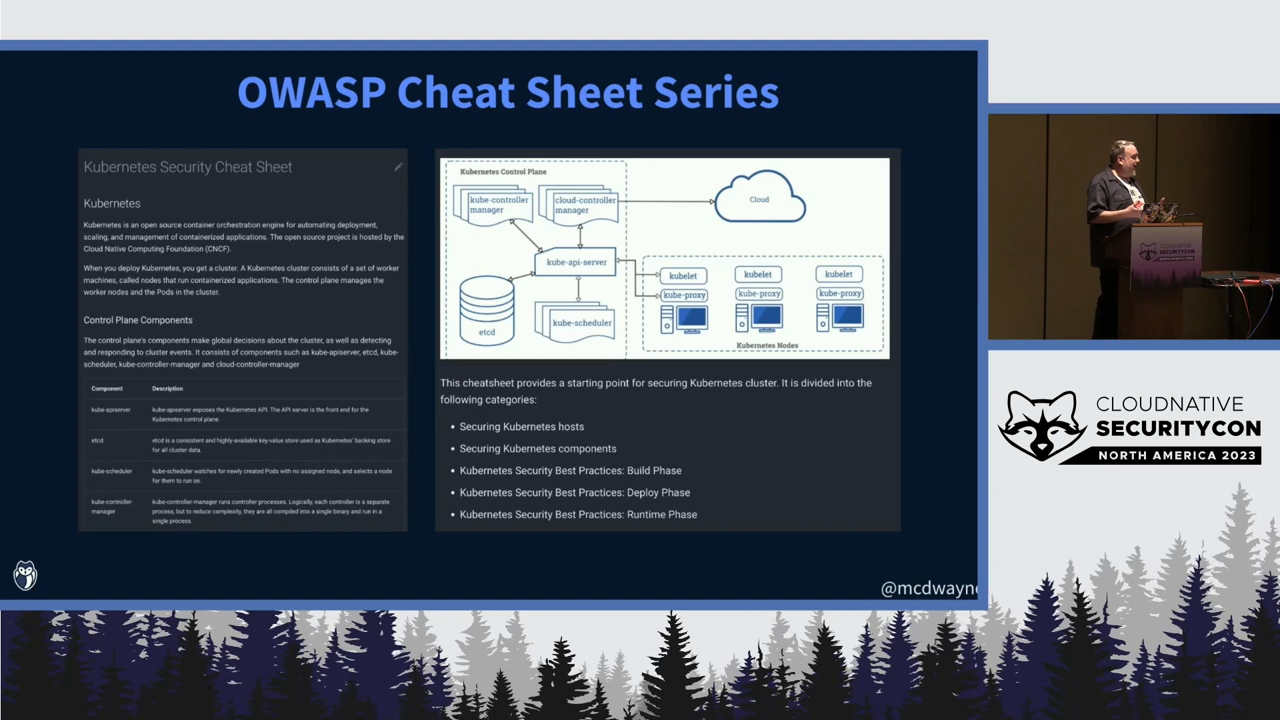 OWASP Cheat Sheet Series
Kubernetes Security Cheat Sheet
Kubernetes
Kubernetes is an open source container orchestration engine for automating deployment,
scaling, and management of containerized applications. The open source project is hosted by the
Cloud Native Computing Foundation (CNCF).
When you deploy Kubernetes, you get a cluster. A Kubernetes cluster consists of a set of worker
machines, called nodes that run containerized applications. The control plane manages the
worker nodes and the Pods in the cluster.
Control Plane Components
The control plane's components make global decisions about the cluster, as well as detecting
and responding to cluster events. It consists of components such as kube-apiserver, etcd, kube-
scheduler, kube-controller-manager and cloud-controller-manager
Component Description
kube-apiserver kube-apiserver exposes the Kubernetes API. The API server is the front end for the
Kubernetes control plane.
etcd etcd is a consistent and highly-available key-value store used as Kubernetes' backing store
for all cluster data.
kube-scheduler kube-scheduler watches for newly created Pods with no assigned node, and selects a node
for them to run on.
kube-controller- kube-controller-manager runs controller processes. Logically, each controller is a separate
manager process, but to reduce complexity, they are all compiled into a single binary and run in a
single process.
Kubernetes Control Plane
kube-controller
manager
cloud-controller
manager
Cloud
kube-api-server
etcd
kube-scheduler
kubelet kubelet kubelet
kube-proxy kube-proxy kube-proxy
Kubernetes Nodes
This cheatsheet provides a starting point for securing Kubernetes cluster. It is divided into the
following categories:
• Securing Kubernetes hosts
• Securing Kubernetes components
• Kubernetes Security Best Practices: Build Phase
• Kubernetes Security Best Practices: Deploy Phase
• Kubernetes Security Best Practices: Runtime Phase
@mcdwayne
CLOUDNATIVE
SECURITYCON
CLOUDNATIVE
SECURITYCON
NORTH AMERICA 2023